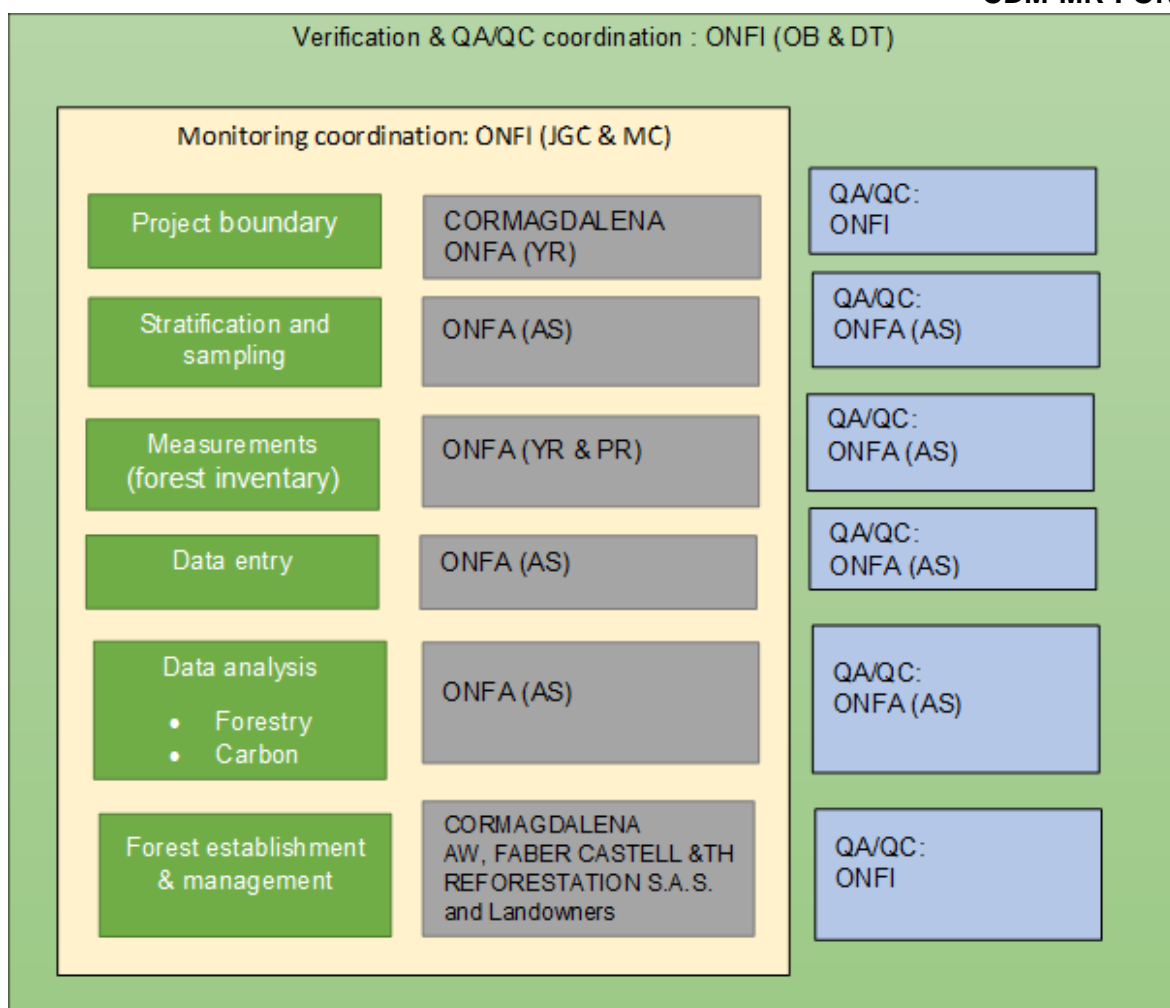 Verification & QA/QC coordination : ONFI (OB & DT)
Monitoring coordination: ONFI (JGC & MC)
Project boundary
CORMAGDALENA
ONFA (YR)
QA/QC:
ONFI
Stratification and
sampling
ONFA (AS)
QA/QC:
ONFA (AS)
Measurements
(forest inventory)
ONFA (YR & PR)
QA/QC:
ONFA (AS)
Data entry
ONFA (AS)
QA/QC:
ONFA (AS)
Data analysis
• Forestry
• Carbon
ONFA (AS)
QA/QC:
ONFA (AS)
Forest establishment
& management
CORMAGDALENA
AW, FABER CASTELL &TH
REFORESTATION S.A.S.
and Landowners
QA/QC:
ONFI